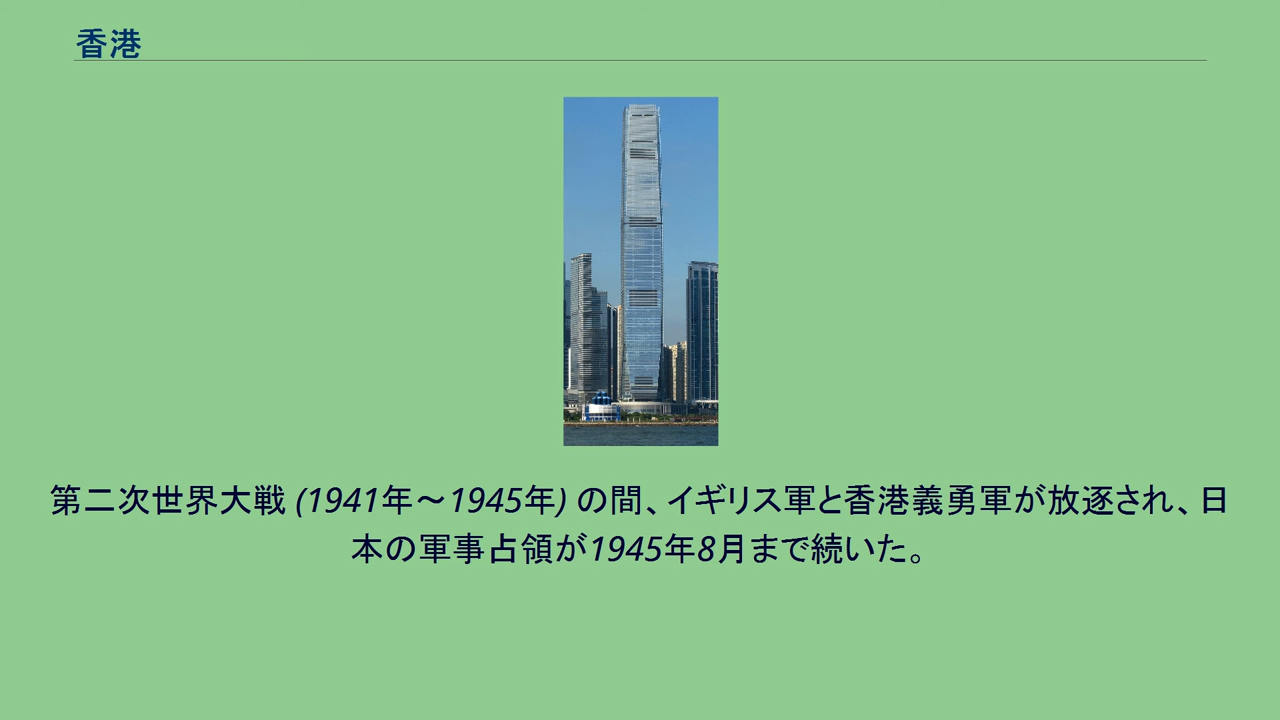 香港
第二次世界大戦 (1941年～1945年) の間、イギリス軍と香港義勇軍が放逐され、日
本の軍事占領が1945年8月まで続いた。